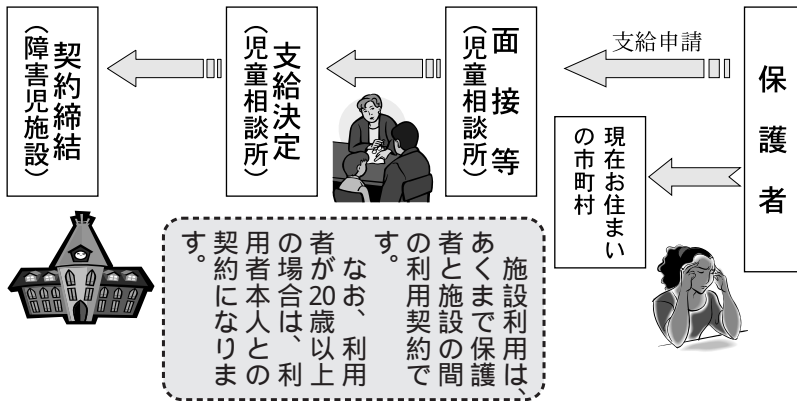 保護者
支給申請
現在お住まい
の市町村
面接等
(児童相談所)
支給決定
(児童相談所)
契約締結
(障害児施設)
施設利用は、
あくまで保護
者と施設の間
の利用契約で
す。
なお、利用
者が20歳以上
の場合は、利
用者本人との
契約になりま
す。